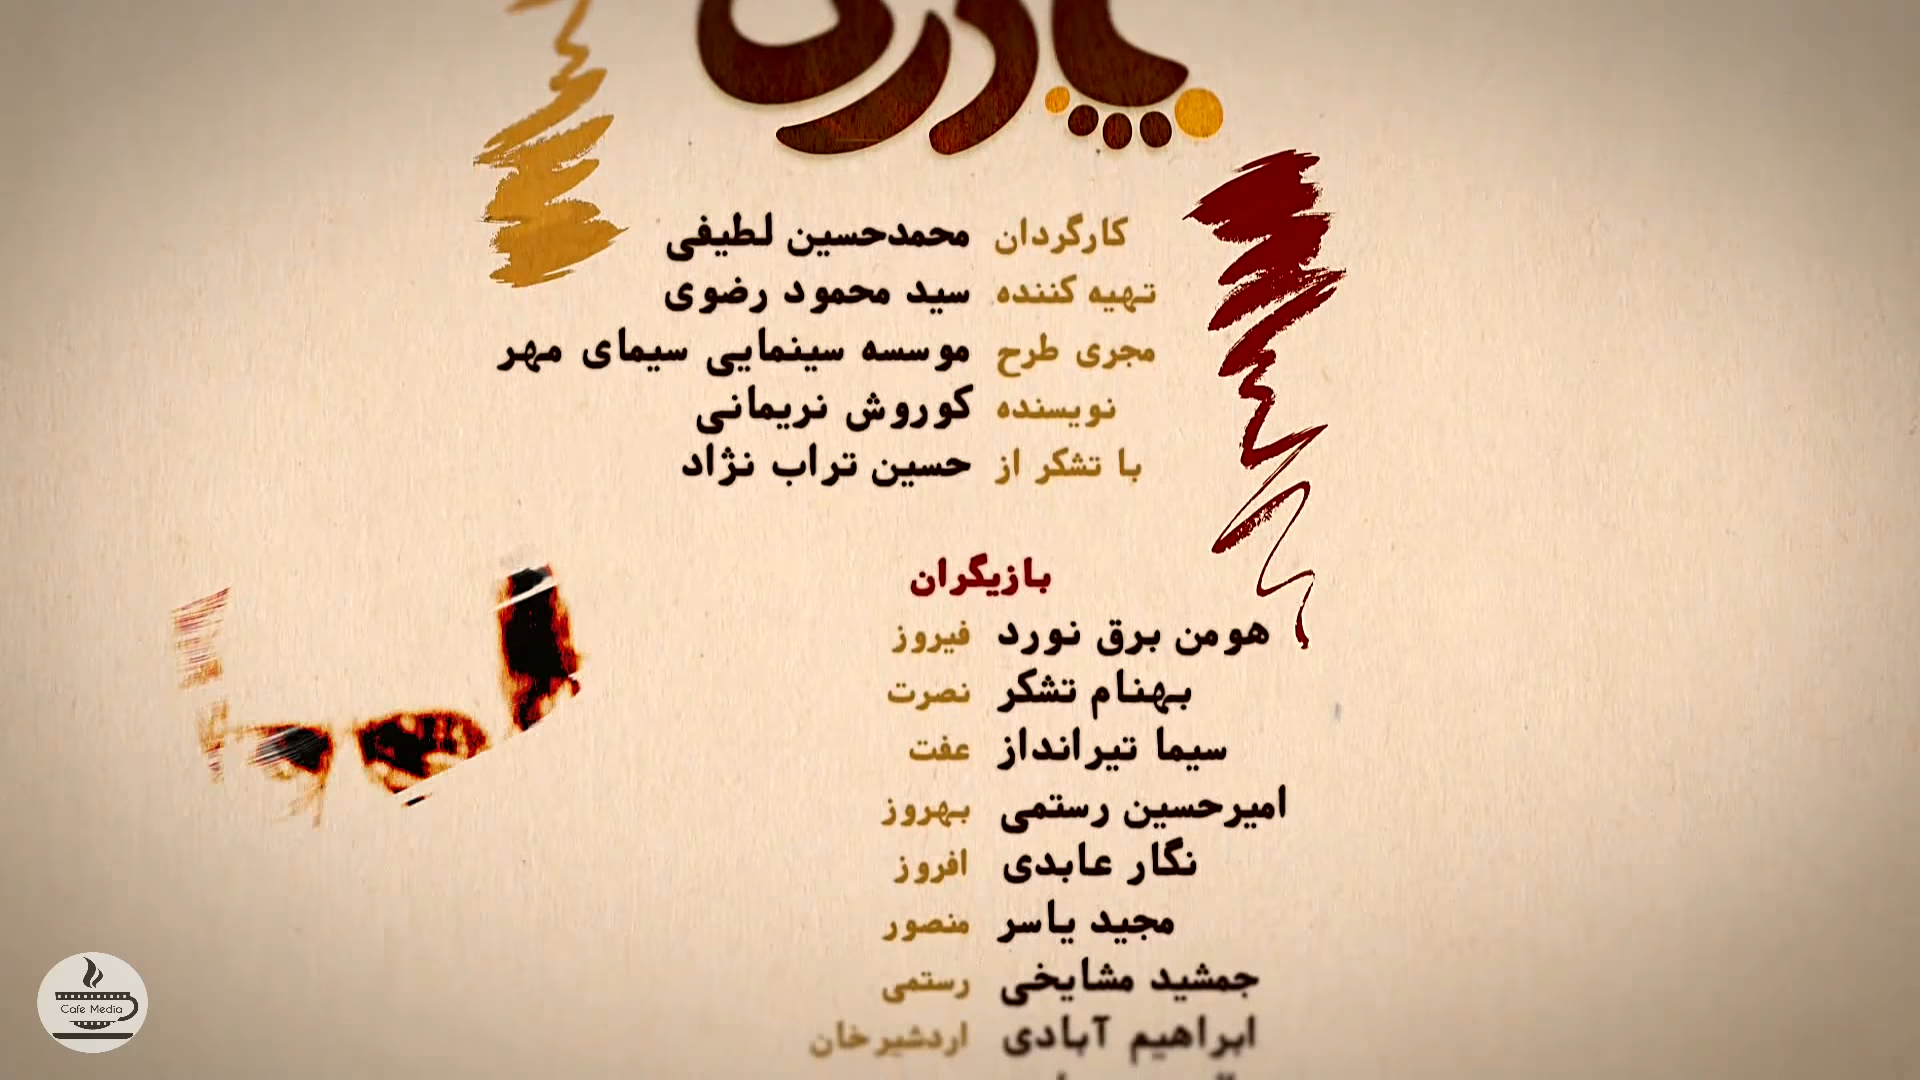 پادری
کارگردان محمدحسین لطیفی
تهیه کننده سید محمود رضوی
مجری طرح موسسه سینمایی سیمای مهر
نویسنده کوروش نریمانی
با تشکر از حسین تراب نژاد
بازیگران
هومن برق نورد فیروز
بهنام تشکر نصرت
سیما تیرانداز عفت
امیرحسین رستمی بهروز
نگار عابدی افروز
مجید یاسر منصور
جمشید مشایخی رستمی
ابراهیم آبادی اردشیرخان
Cafe Media